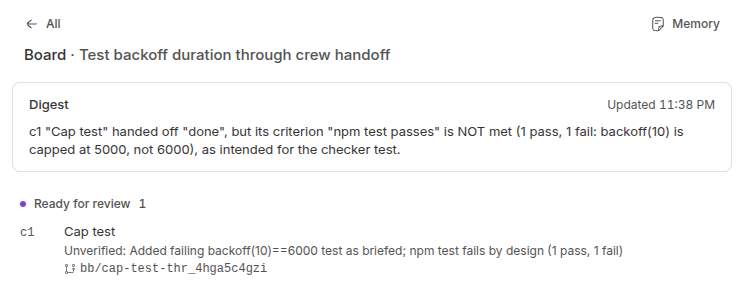 ← All
Memory
Board · Test backoff duration through crew handoff
Digest
Updated 11:38 PM
c1 "Cap test" handed off "done", but its criterion "npm test passes" is NOT met (1 pass, 1 fail: backoff(10) is
capped at 5000, not 6000), as intended for the checker test.
Ready for review 1
c1 Cap test
Unverified: Added failing backoff(10)==6000 test as briefed; npm test fails by design (1 pass, 1 fail)
bb/cap-test-thr_4hga5c4gzi